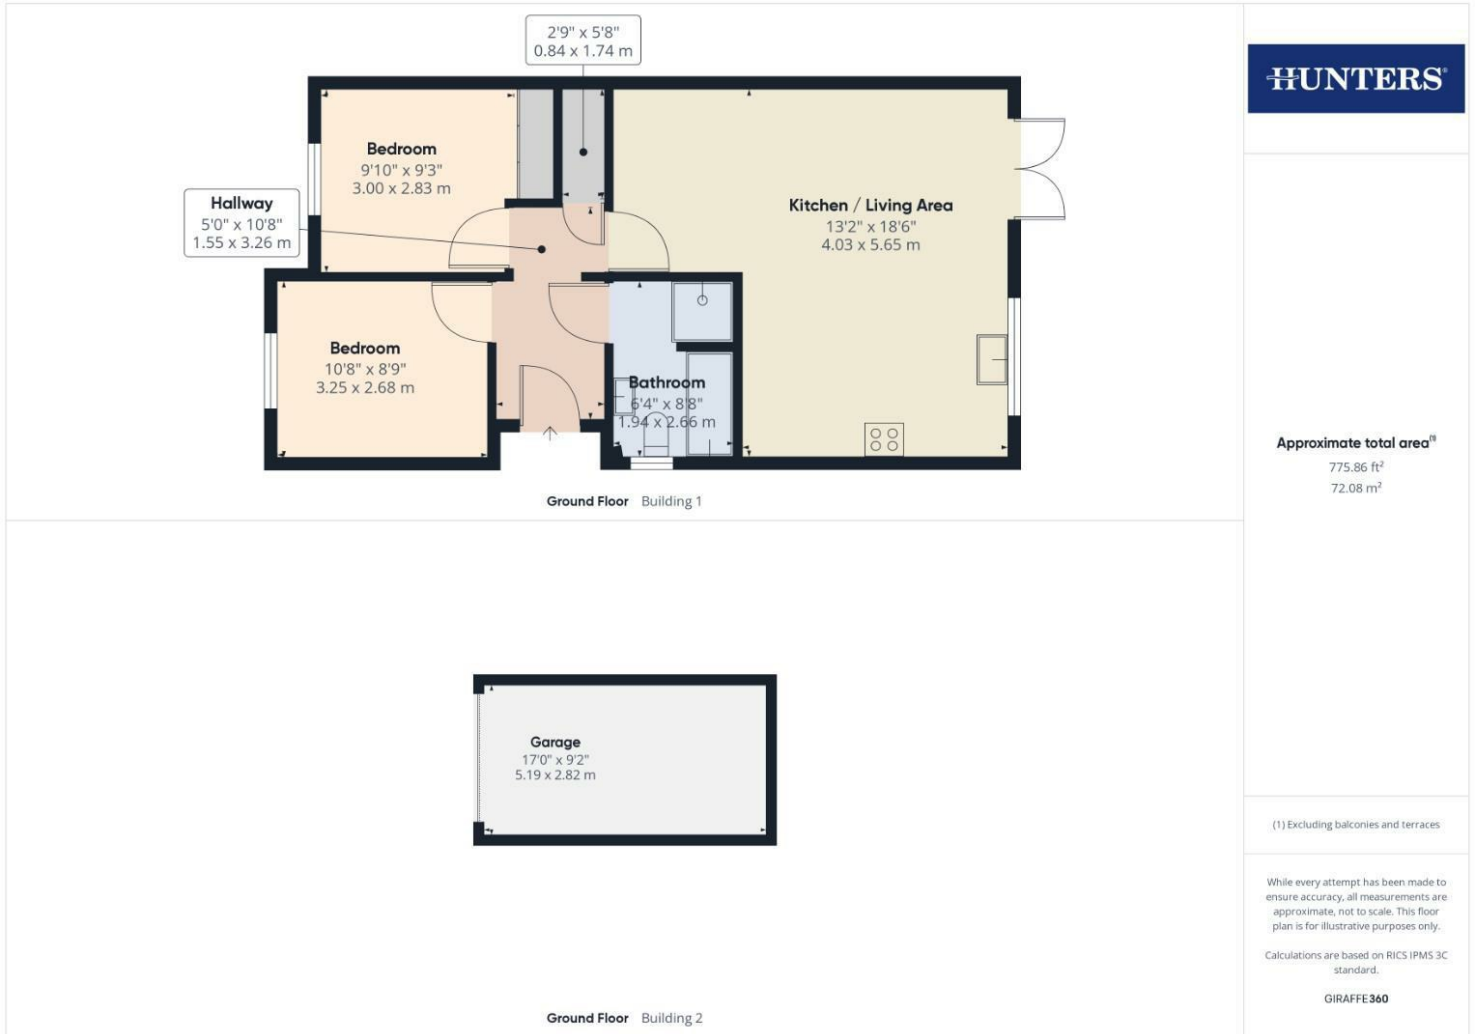 2'9" x 5'8"
0.84 x 1.74 m
Bedroom
9'10" x 9'3"
3.00 x 2.83 m
Hallway
5'0" x 10'8"
1.55 x 3.26 m
Kitchen / Living Area
13'2" x 18'6"
4.03 x 5.65 m
Bedroom
10'8" x 8'9"
3.25 x 2.68 m
Bathroom
6'4" x 8'8"
1.94 x 2.66 m
Ground Floor Building 1
Garage
17'0" x 9'2"
5.19 x 2.82 m
Ground Floor Building 2
HUNTERS®
Approximate total area(1)
775.86 ft²
72.08 m²
(1) Excluding balconies and terraces
While every attempt has been made to
ensure accuracy, all measurements are
approximate, not to scale. This floor
plan is for illustrative purposes only.
Calculations are based on RICS IPMS 3C
standard.
GIRAFFE360